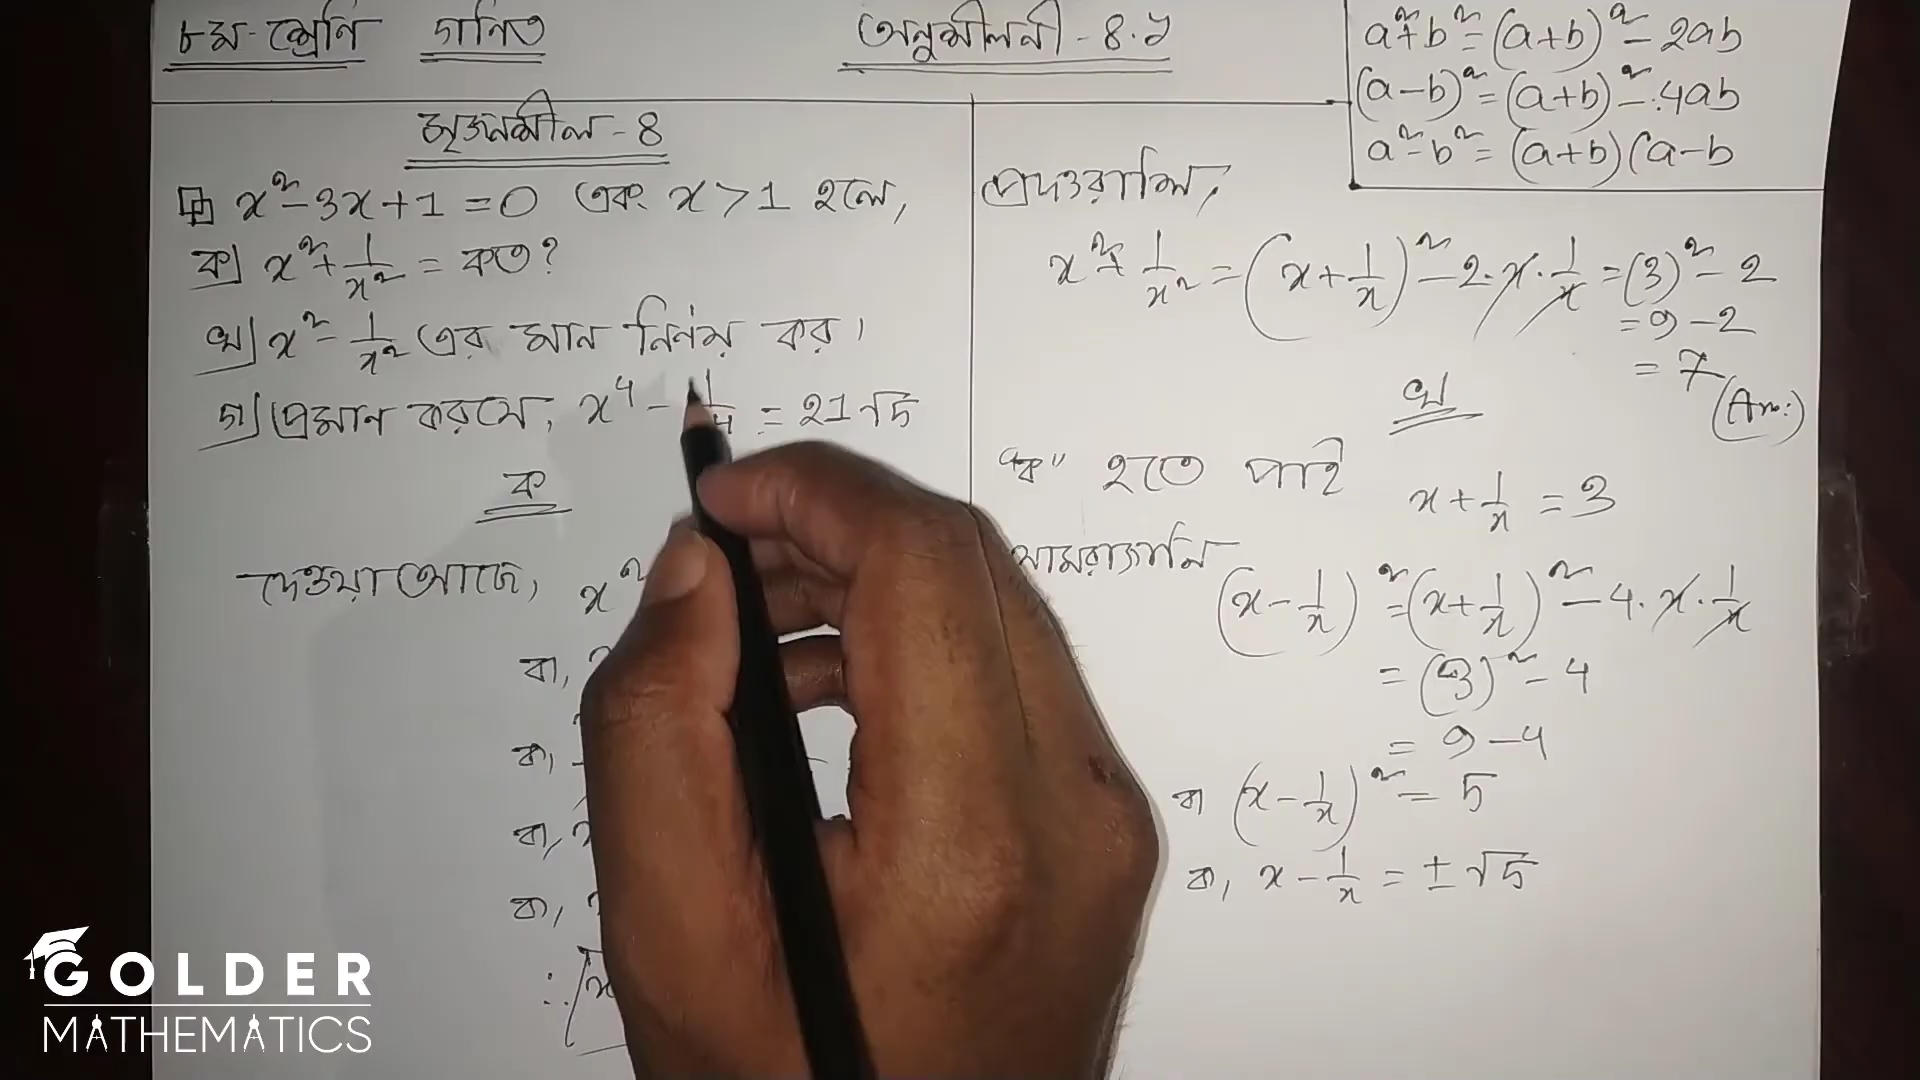 ৮ম-শ্রেনি গনিত
অনুশীলনী - ৪.১
a²+b² = (a+b)² - 2ab
(a-b)² = (a+b)² - 4ab
a²-b² = (a+b)(a-b
সৃজনশীল - ৪
x² - 3x + 1 = 0 এবং x > 1 হলে,
ক) x² + 1/x² = কত?
খ) x² - 1/x² এর মান নির্ণয় কর।
গ) প্রমান করযে, x⁴ - 1/ 4 = 21√5
ক
দেওয়া আছে, x²
বা,
বা,
বা,
বা,
∴ x
প্রদত্তরাশি,
x² + 1/x² = (x + 1/x)² - 2·x·1/x = (3)² - 2
= 9 - 2
= 7 (Ans:)
খ
"ক" হতে পাই x + 1/x = 3
আমরাজানি (x - 1/x)² = (x + 1/x)² - 4·x·1/x
= (3)² - 4
= 9 - 4
বা (x - 1/x)² = 5
বা, x - 1/x = ± √5
GOLDER
MATHEMATICS